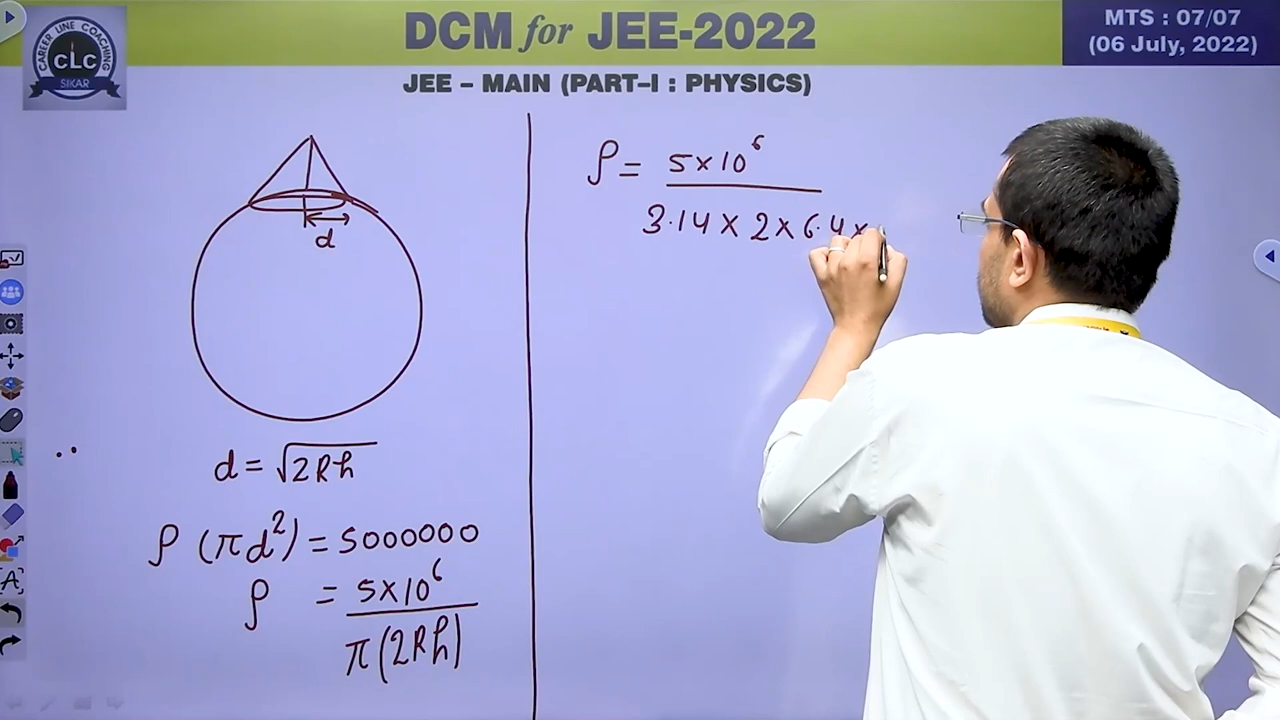 DCM for JEE-2022
MTS : 07/07
(06 July, 2022)
CAREER LINE COACHING
CLC
SIKAR
JEE – MAIN (PART–I : PHYSICS)
d
d = √2Rh
ρ (πd²) = 5000000
ρ = 5×10⁶
π(2Rh)
ρ = 5×10⁶
3.14 × 2 × 6.4 ×